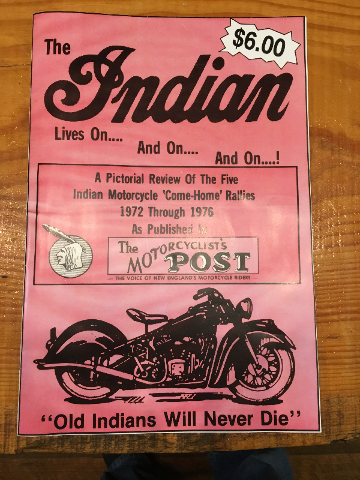 The
$6.00
Indian
Lives On....
And On....
And On....!
A Pictorial Review Of The Five
Indian Motorcycle 'Come-Home' Rallies
1972 Through 1976
As Published In
The
MOTORCYCLIST'S
POST
THE VOICE OF NEW ENGLAND'S MOTORCYCLE RIDERS
"Old Indians Will Never Die"